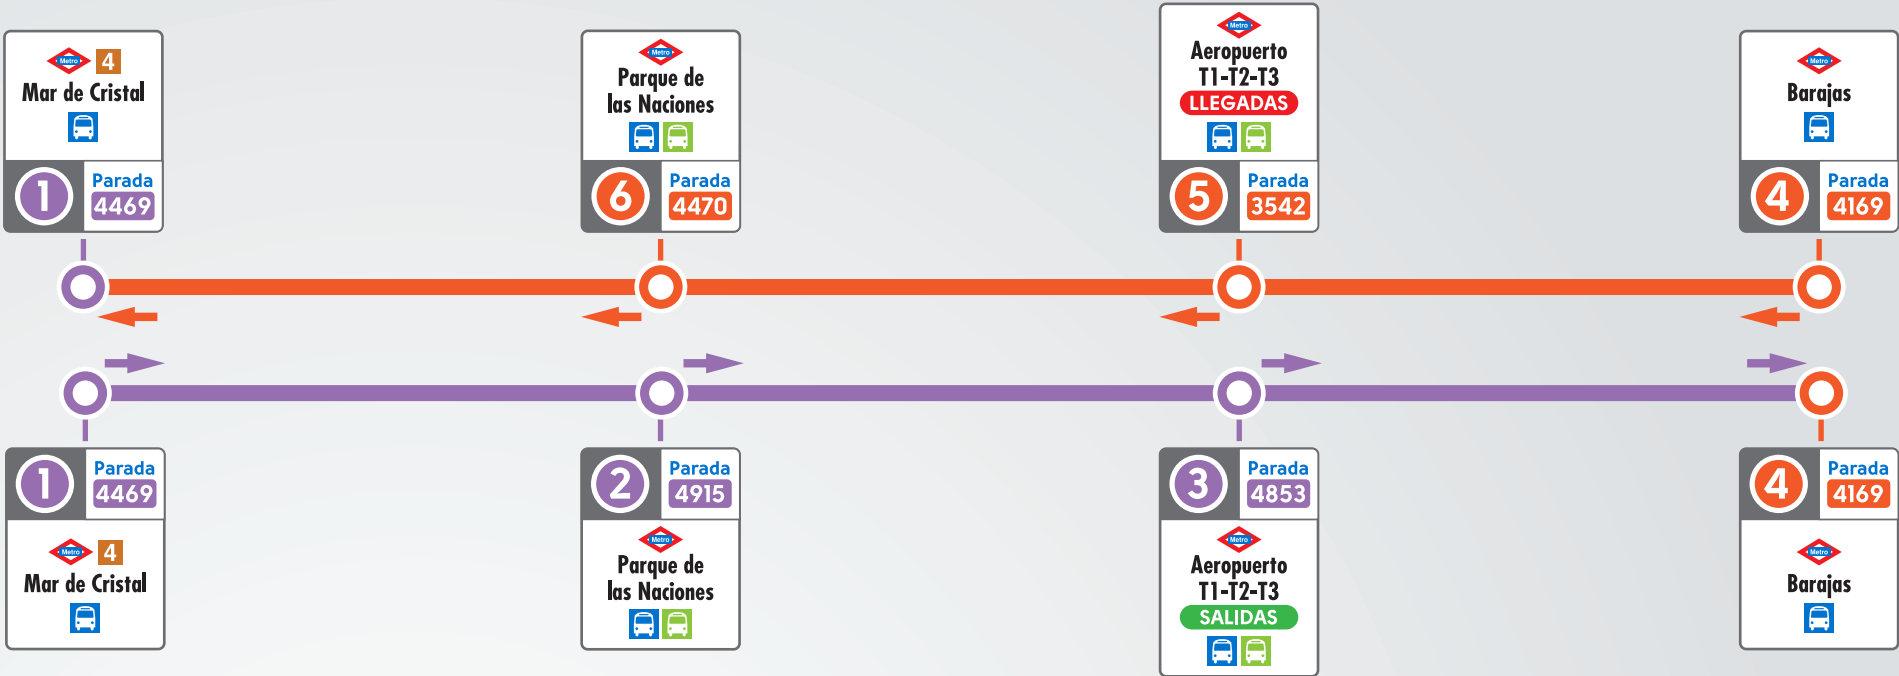 Metro 4
Mar de Cristal
1
Parada
4469
Metro
Parque de
las Naciones
6
Parada
4470
Metro
Aeropuerto
T1-T2-T3
LLEGADAS
5
Parada
3542
Metro
Barajas
4
Parada
4169
1
Parada
4469
Metro 4
Mar de Cristal
2
Parada
4915
Metro
Parque de
las Naciones
3
Parada
4853
Metro
Aeropuerto
T1-T2-T3
SALIDAS
4
Parada
4169
Metro
Barajas